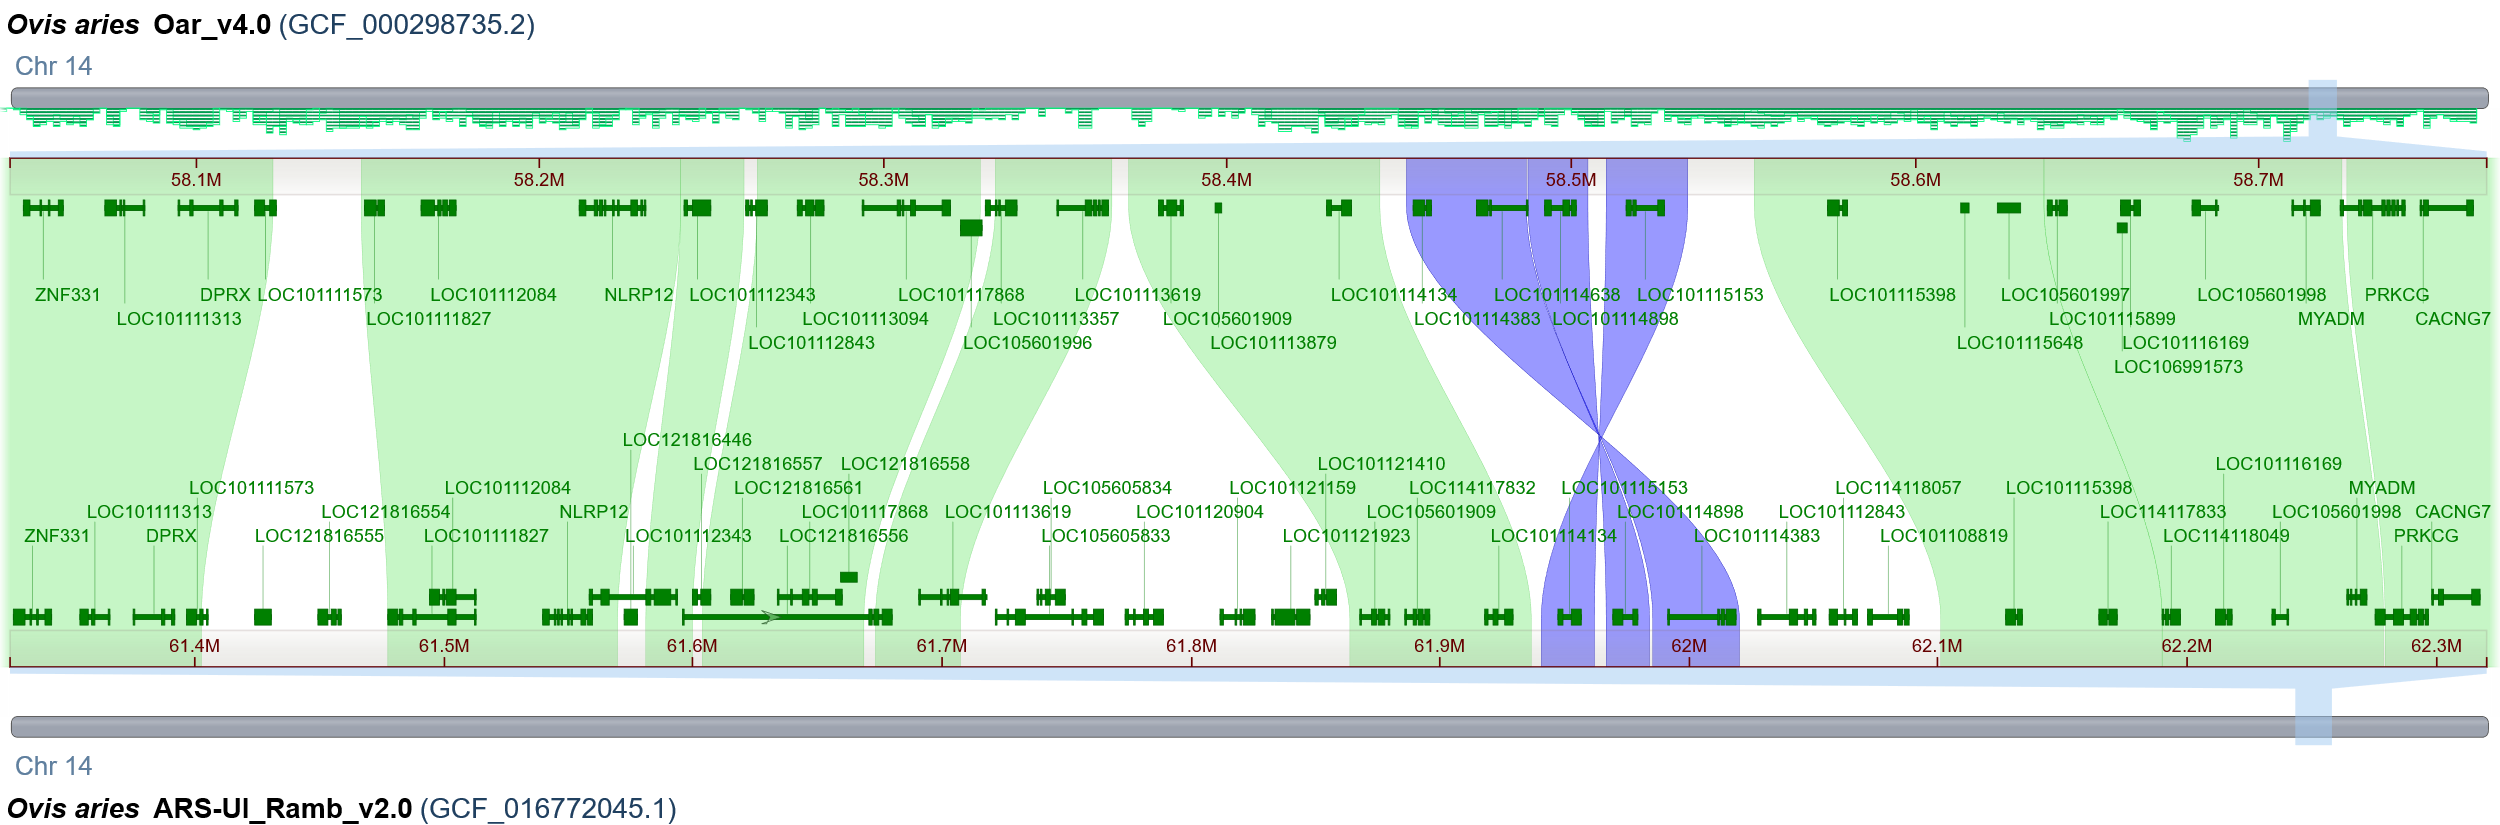 Ovis aries Oar_v4.0 (GCF_000298735.2)
Chr 14
58.1M 58.2M 58.3M 58.4M 58.5M 58.6M 58.7M
ZNF331 DPRX LOC101111573 LOC101112084 NLRP12 LOC101112343 LOC101117868 LOC101113619 LOC101114134 LOC101114638 LOC101115153 LOC101115398 LOC105601997 LOC105601998 PRKCG
LOC101111313 LOC101111827 LOC101113094 LOC101113357 LOC105601909 LOC101114383 LOC101114898 LOC101115899 MYADM CACNG7
LOC101112843 LOC105601996 LOC101113879 LOC101115648 LOC101116169
LOC106991573
LOC121816446
LOC121816557 LOC121816558 LOC101121410 LOC101116169
LOC101111573 LOC101112084 LOC121816561 LOC105605834 LOC101121159 LOC114117832 LOC101115153 LOC114118057 LOC101115398 MYADM
LOC101111313 LOC121816554 NLRP12 LOC101117868 LOC101113619 LOC101120904 LOC105601909 LOC101114898 LOC101112843 LOC114117833 LOC105601998 CACNG7
ZNF331 DPRX LOC121816555 LOC101111827 LOC101112343 LOC121816556 LOC105605833 LOC101121923 LOC101114134 LOC101114383 LOC101108819 LOC114118049 PRKCG
61.4M 61.5M 61.6M 61.7M 61.8M 61.9M 62M 62.1M 62.2M 62.3M
Chr 14
Ovis aries ARS-UI_Ramb_v2.0 (GCF_016772045.1)